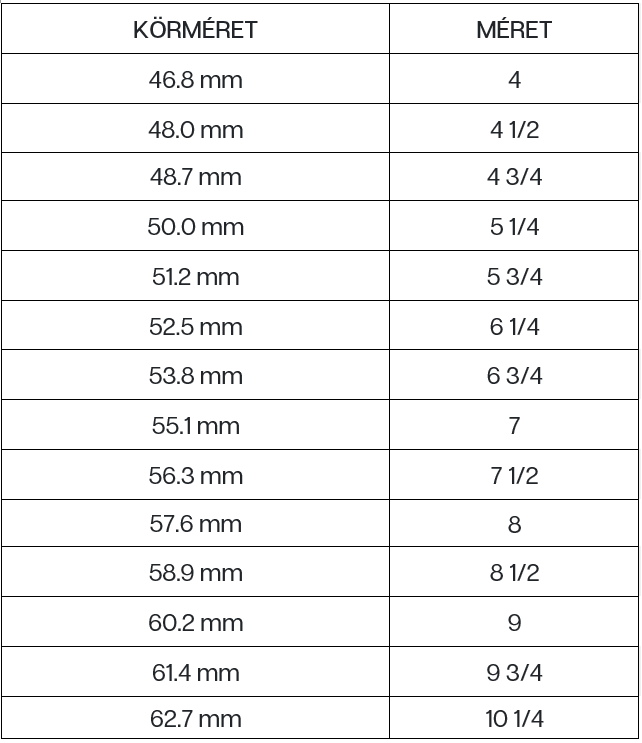 KÖRMÉRET MÉRET
46.8 mm 4
48.0 mm 4 1/2
48.7 mm 4 3/4
50.0 mm 5 1/4
51.2 mm 5 3/4
52.5 mm 6 1/4
53.8 mm 6 3/4
55.1 mm 7
56.3 mm 7 1/2
57.6 mm 8
58.9 mm 8 1/2
60.2 mm 9
61.4 mm 9 3/4
62.7 mm 10 1/4